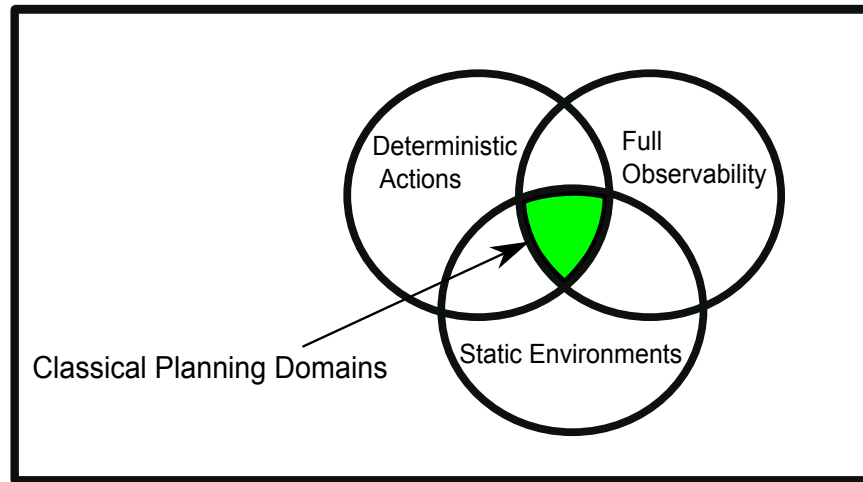 Deterministic
Actions
Full
Observability
Static Environments
Classical Planning Domains